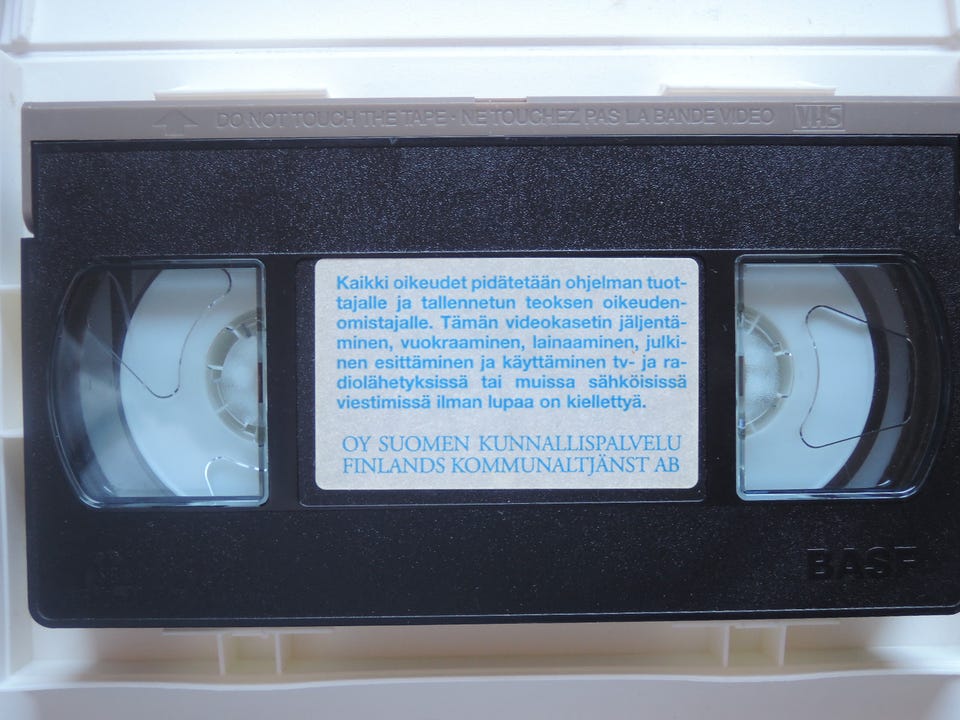 DO NOT TOUCH THE TAPE · NE TOUCHEZ PAS LA BANDE VIDEO VHS
Kaikki oikeudet pidätetään ohjelman tuot-
tajalle ja tallennetun teoksen oikeuden-
omistajalle. Tämän videokasetin jäljentä-
minen, vuokraaminen, lainaaminen, julki-
nen esittäminen ja käyttäminen tv- ja ra-
diolähetyksissä tai muissa sähköisissä
viestimissä ilman lupaa on kiellettyä.
OY SUOMEN KUNNALLISPALVELU
FINLANDS KOMMUNALTJÄNST AB
BASF